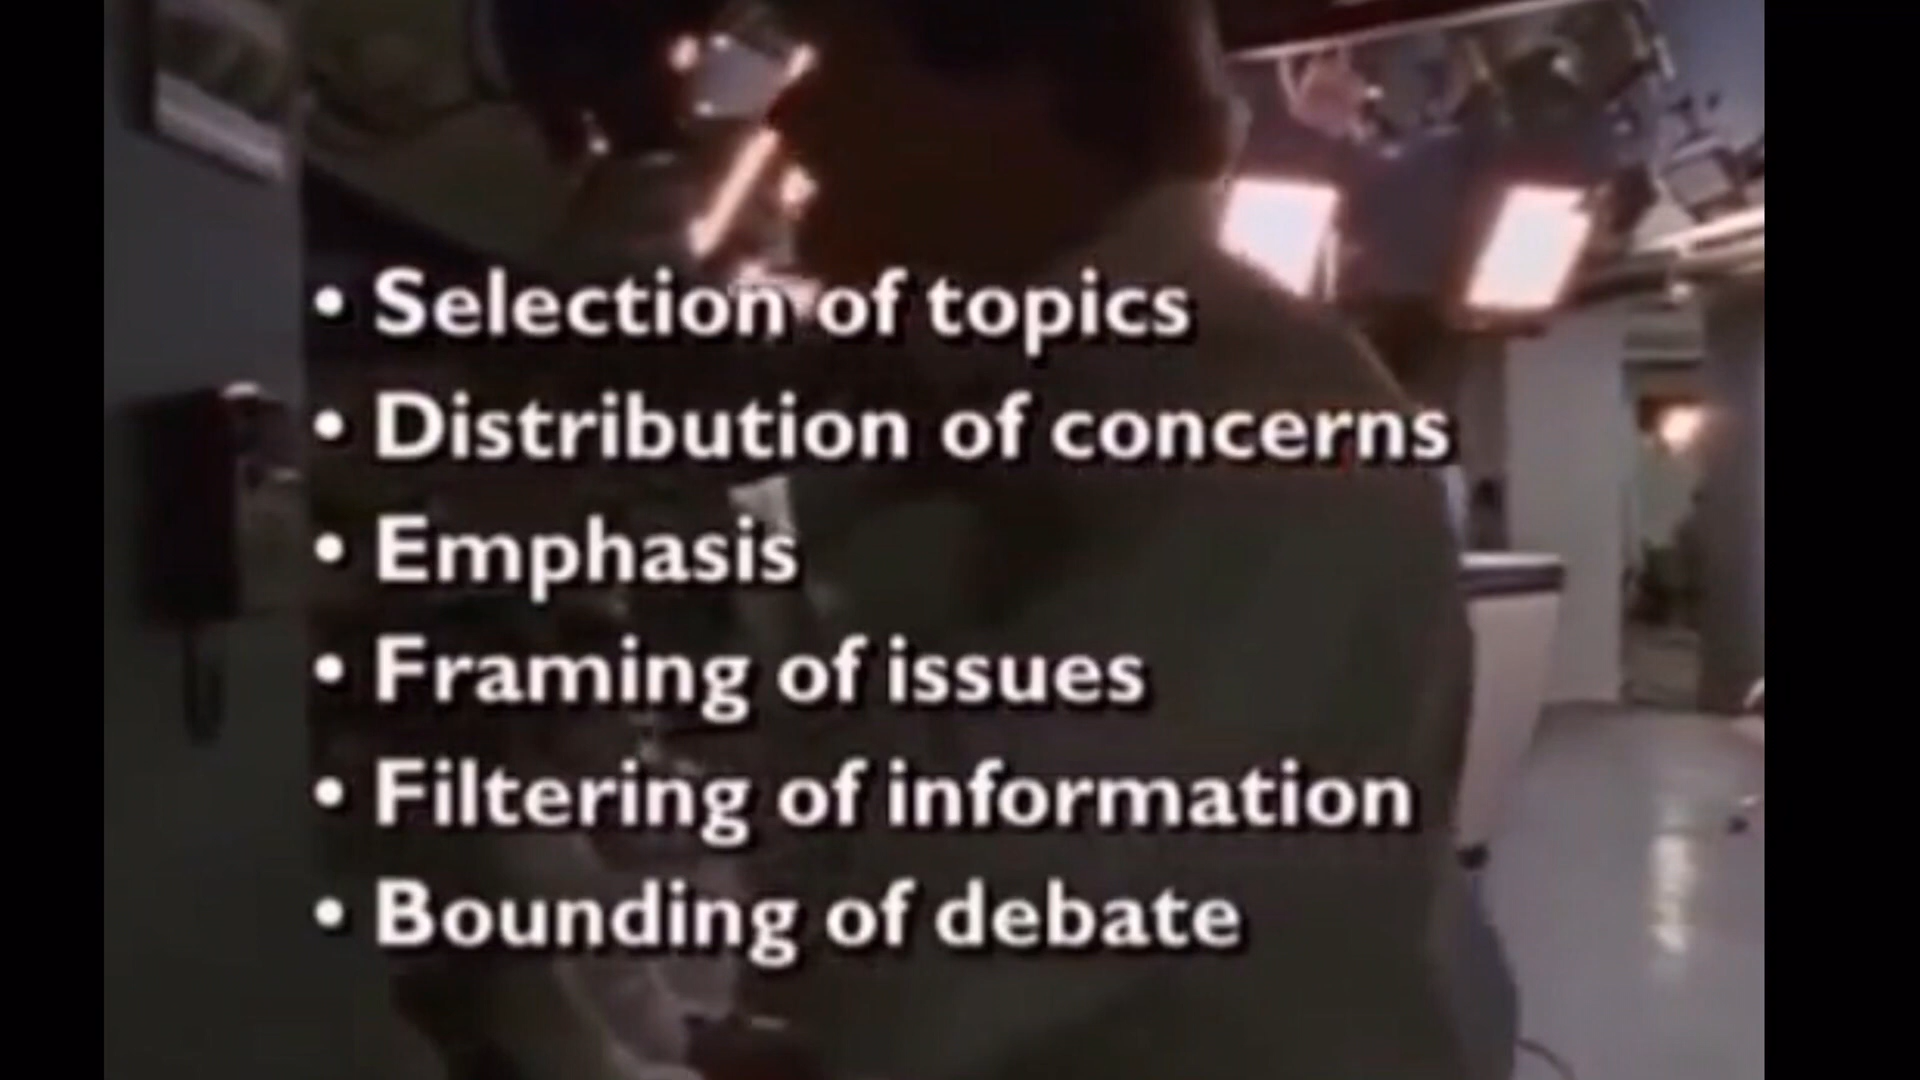 • Selection of topics
• Distribution of concerns
• Emphasis
• Framing of issues
• Filtering of information
• Bounding of debate